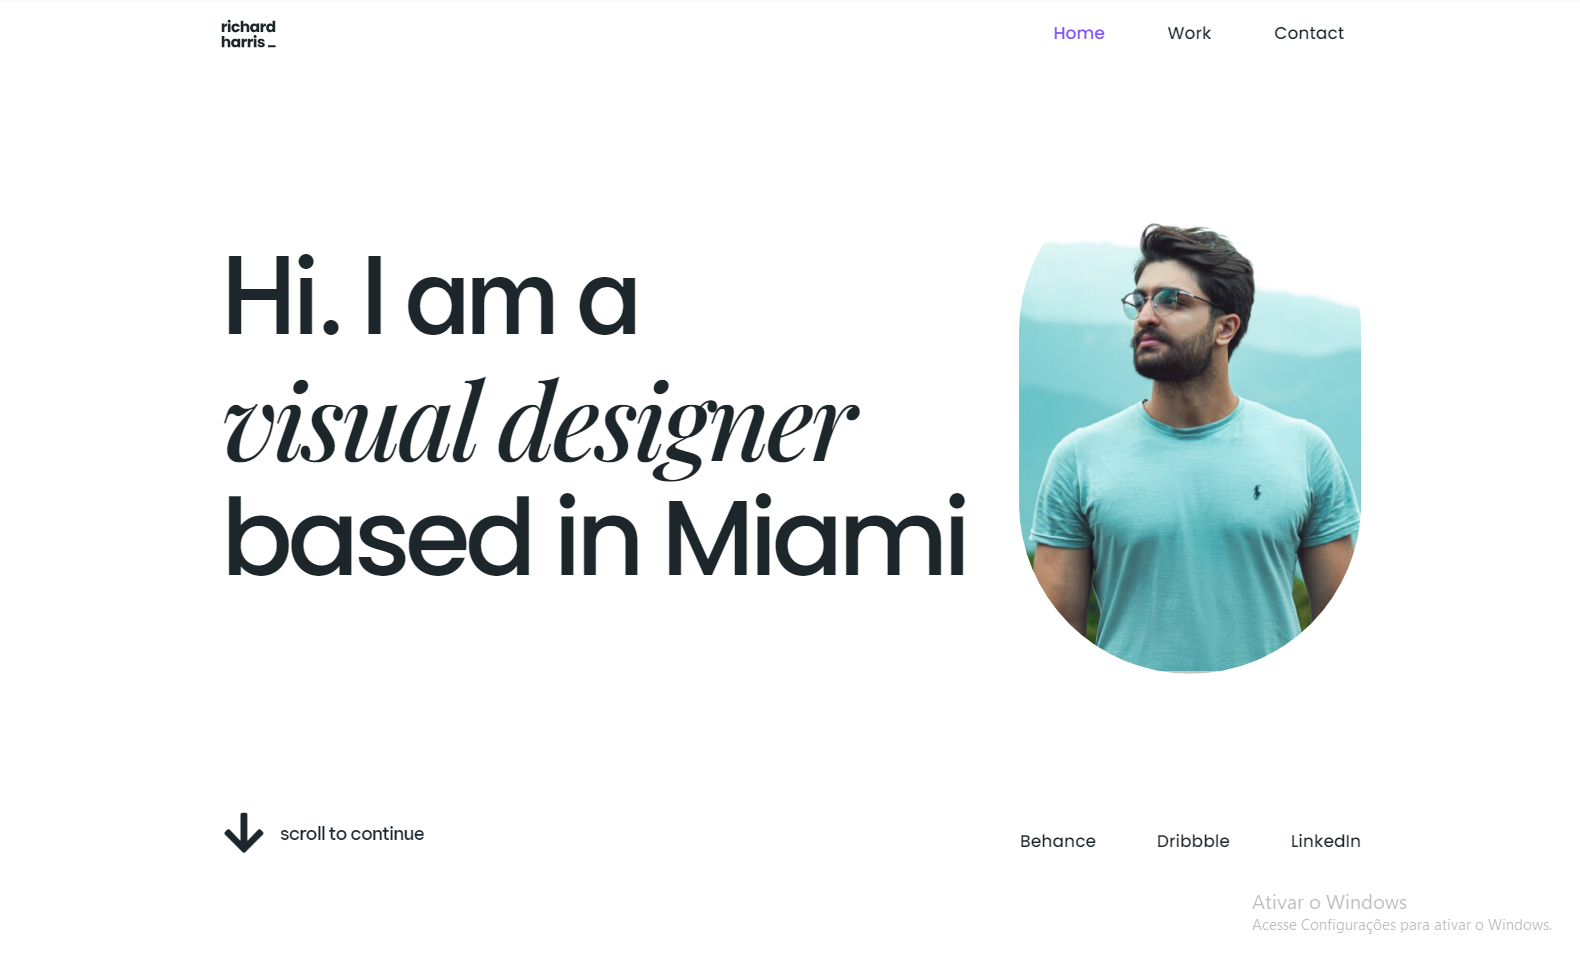 richard
harris _
Home Work Contact
Hi. I am a
visual designer
based in Miami
scroll to continue
Behance Dribbble LinkedIn
Ativar o Windows
Acesse Configurações para ativar o Windows.